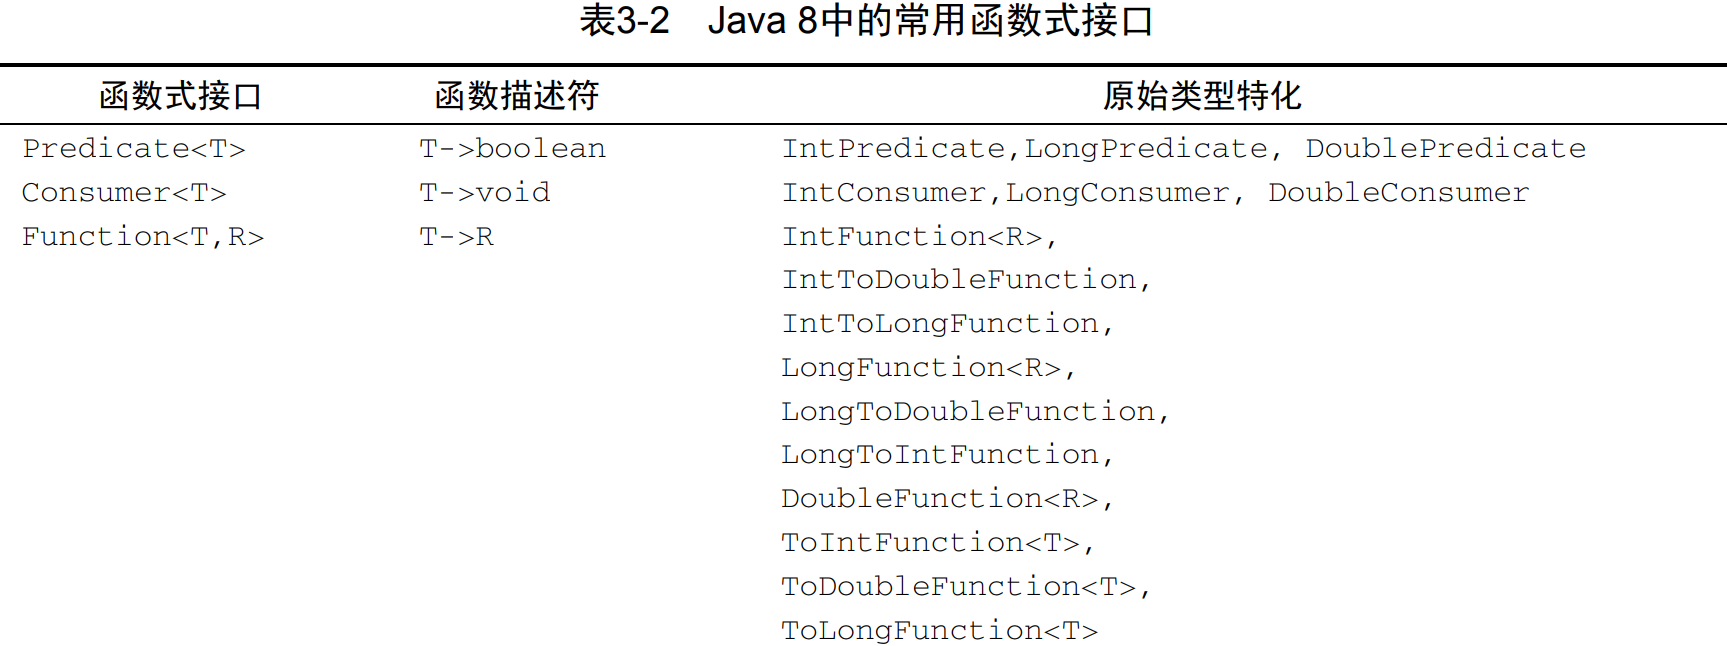 表3-2 Java 8中的常用函数式接口
函数式接口 函数描述符 原始类型特化
Predicate<T> T->boolean IntPredicate,LongPredicate, DoublePredicate
Consumer<T> T->void IntConsumer,LongConsumer, DoubleConsumer
Function<T,R> T->R IntFunction<R>,
IntToDoubleFunction,
IntToLongFunction,
LongFunction<R>,
LongToDoubleFunction,
LongToIntFunction,
DoubleFunction<R>,
ToIntFunction<T>,
ToDoubleFunction<T>,
ToLongFunction<T>